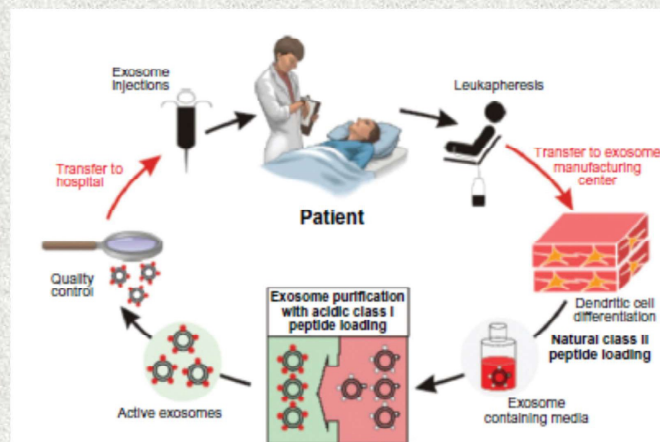 Exosome
injections
Leukapheresis
Transfer to
hospital
Transfer to exosome
manufacturing
center
Patient
Quality
control
Exosome purification
with acidic class I
peptide loading
Dendritic cell
differentiation
Natural class II
peptide loading
Active exosomes
Exosome
containing media